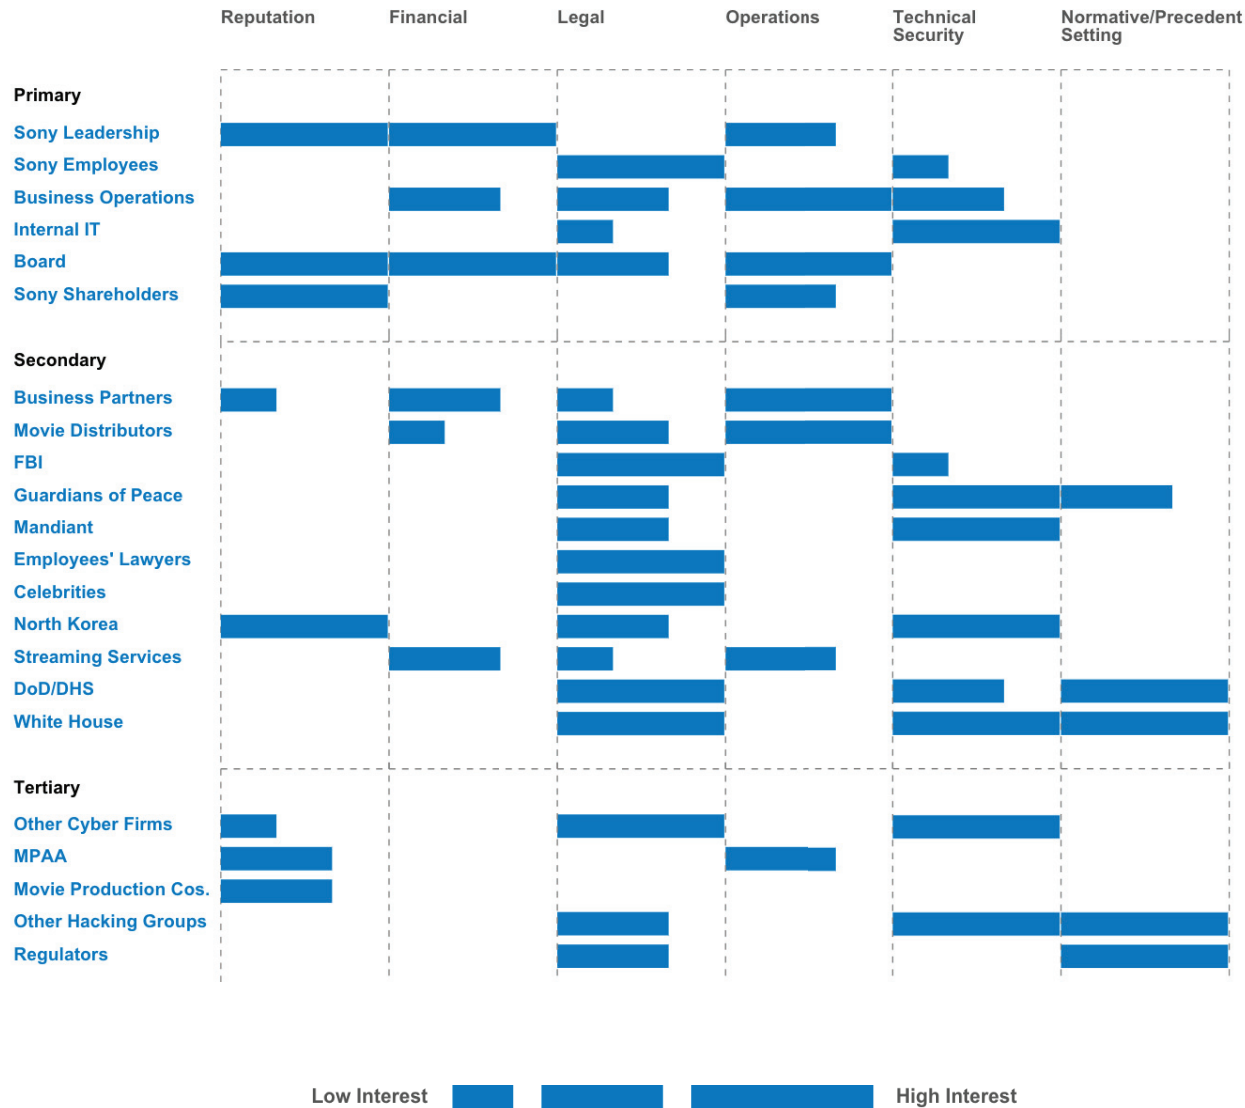 Reputation Financial Legal Operations Technical Security Normative/Precedent Setting
Primary
Sony Leadership
Sony Employees
Business Operations
Internal IT
Board
Sony Shareholders
Secondary
Business Partners
Movie Distributors
FBI
Guardians of Peace
Mandiant
Employees' Lawyers
Celebrities
North Korea
Streaming Services
DoD/DHS
White House
Tertiary
Other Cyber Firms
MPAA
Movie Production Cos.
Other Hacking Groups
Regulators
Low Interest High Interest